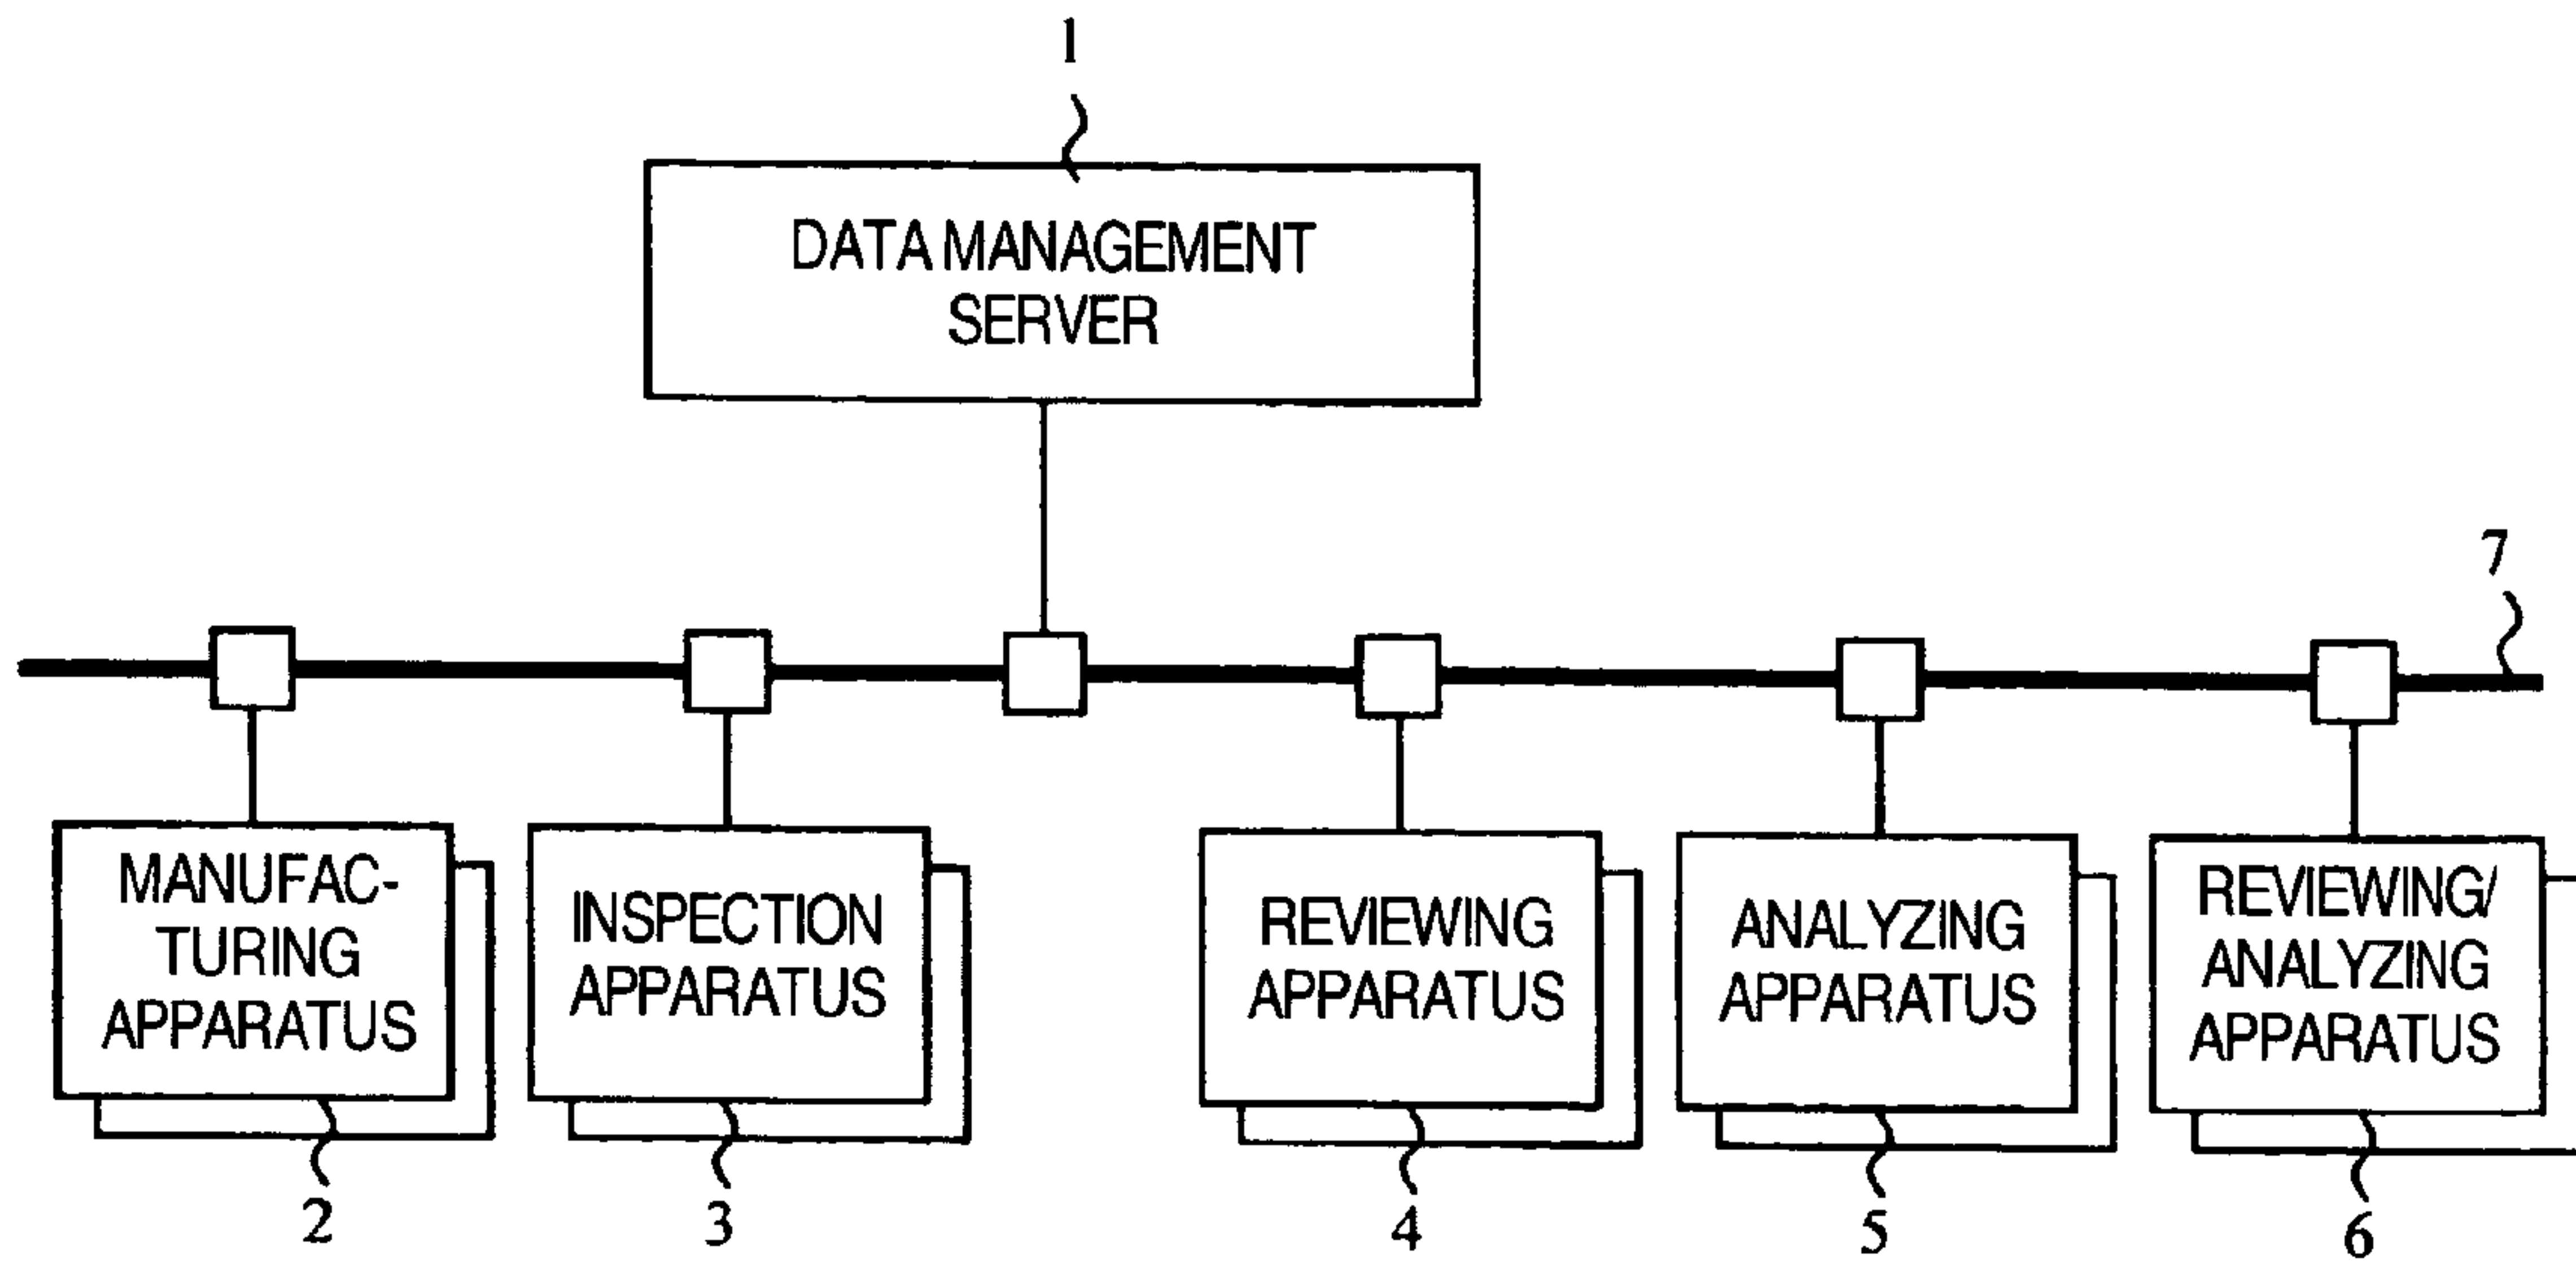 1
DATA MANAGEMENT
SERVER
7
MANUFAC-
TURING
APPARATUS
INSPECTION
APPARATUS
REVIEWING
APPARATUS
ANALYZING
APPARATUS
REVIEWING/
ANALYZING
APPARATUS
2
3
4
5
6